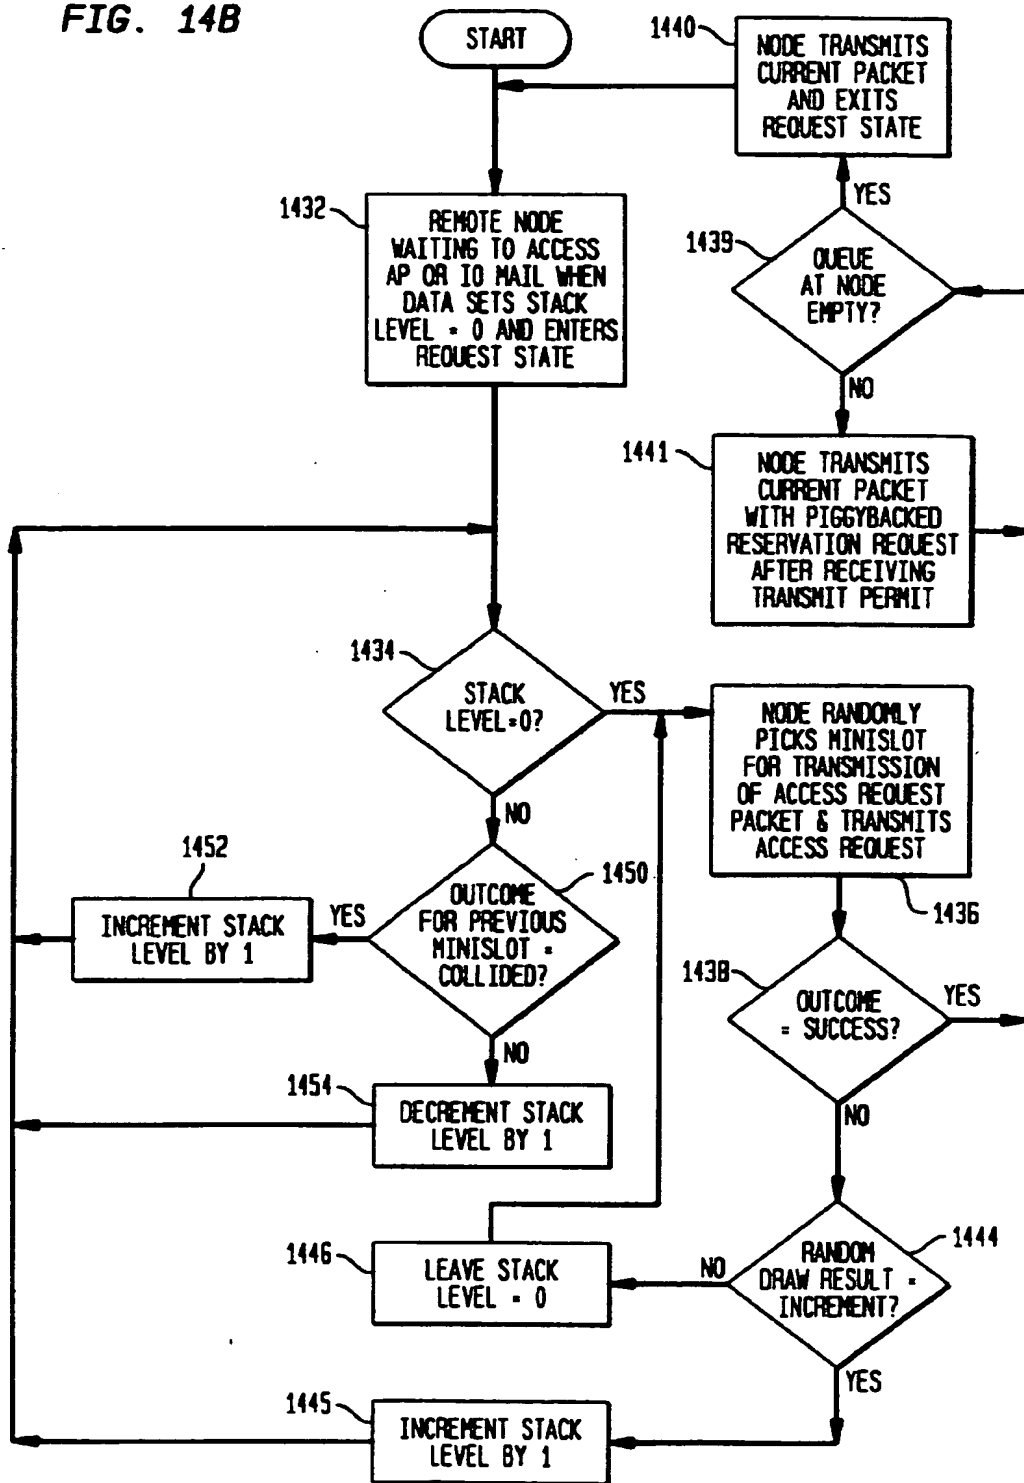 FIG. 14B
START
1440
NODE TRANSMITS
CURRENT PACKET
AND EXITS
REQUEST STATE
YES
1432
REMOTE NODE
WAITING TO ACCESS
AP OR IO MAIL WHEN
DATA SETS STACK
LEVEL = 0 AND ENTERS
REQUEST STATE
1439
QUEUE
AT NODE
EMPTY?
NO
1441
NODE TRANSMITS
CURRENT PACKET
WITH PIGGYBACKED
RESERVATION REQUEST
AFTER RECEIVING
TRANSMIT PERMIT
1434
STACK
LEVEL=0?
YES
NO
NODE RANDOMLY
PICKS MINISLOT
FOR TRANSMISSION
OF ACCESS REQUEST
PACKET & TRANSMITS
ACCESS REQUEST
1436
1452
INCREMENT STACK
LEVEL BY 1
YES
1450
OUTCOME
FOR PREVIOUS
MINISLOT =
COLLIDED?
NO
1438
OUTCOME
= SUCCESS?
YES
NO
1454
DECREMENT STACK
LEVEL BY 1
1446
LEAVE STACK
LEVEL = 0
NO
1444
RANDOM
DRAW RESULT =
INCREMENT?
YES
1445
INCREMENT STACK
LEVEL BY 1